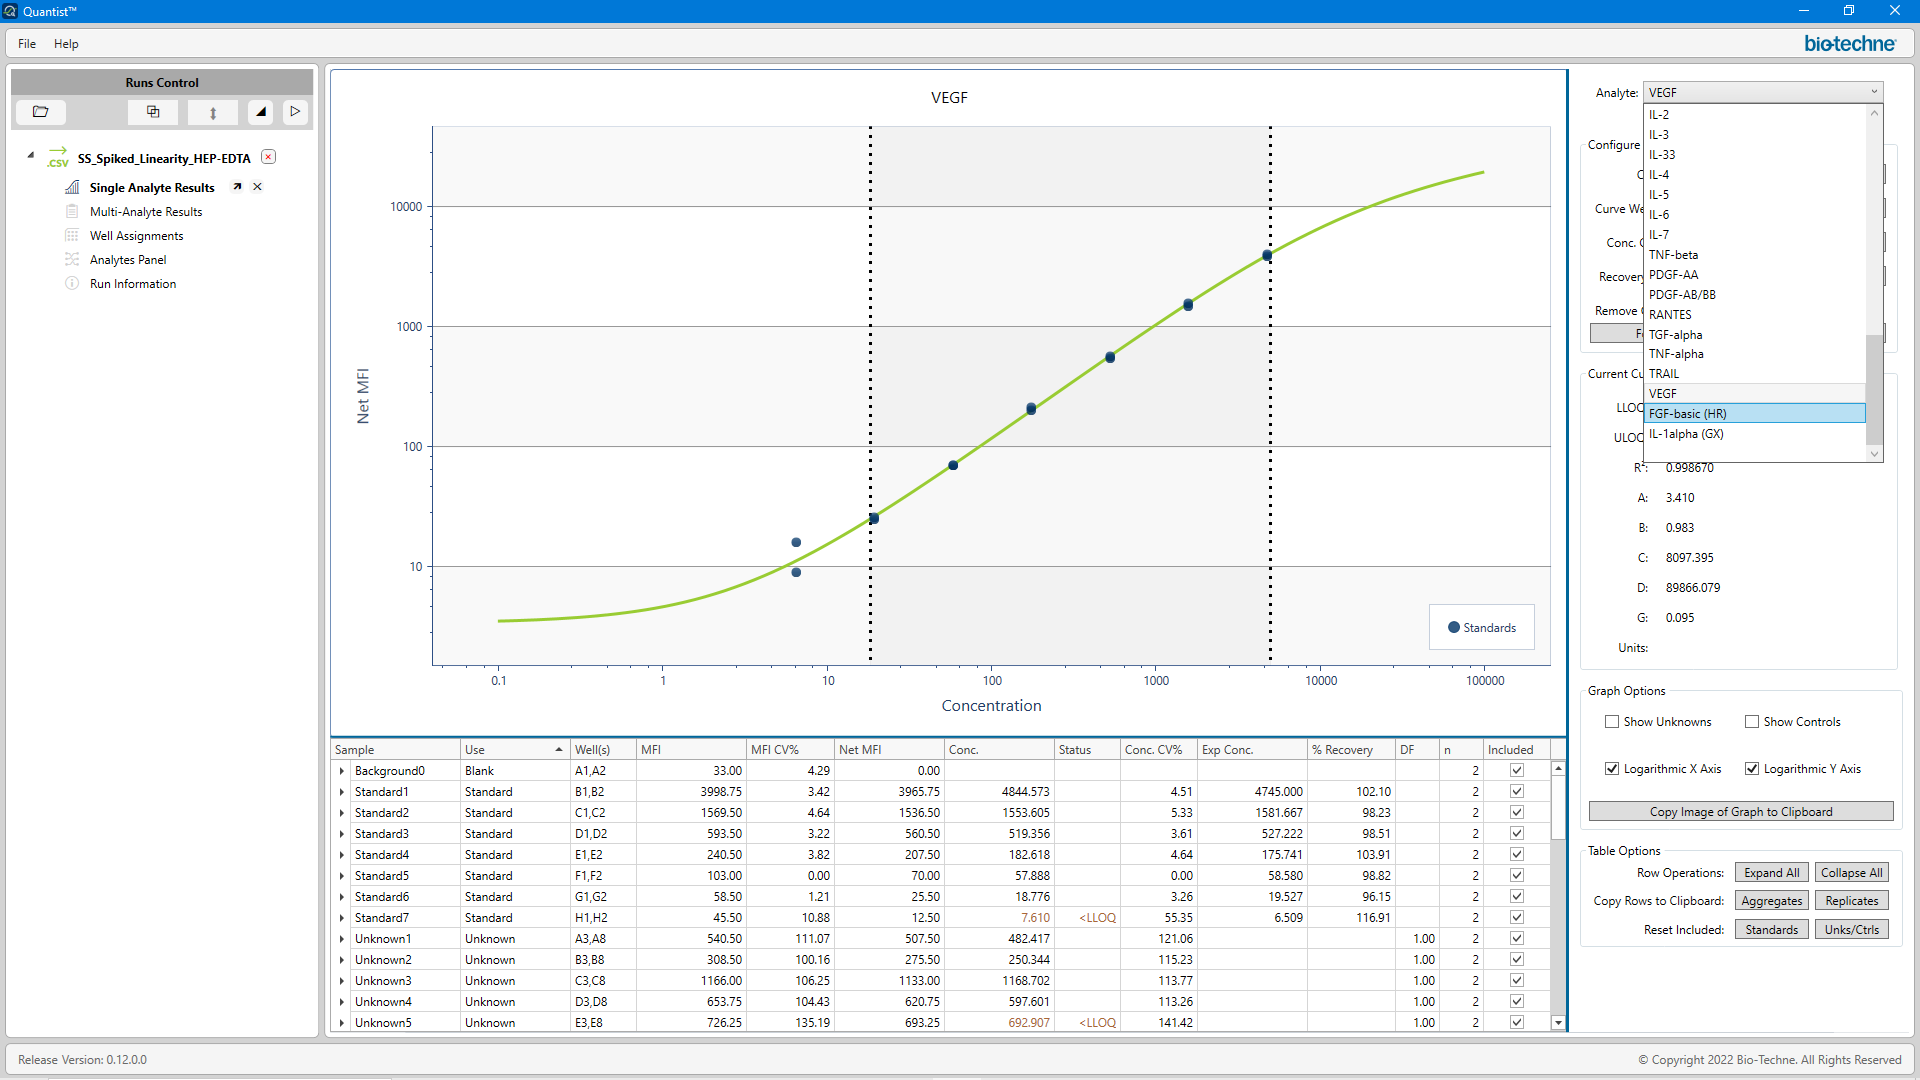 Quantist™
File Help
bio-techne®
Runs Control
.CSV SS_Spiked_Linearity_HEP-EDTA
Single Analyte Results
Multi-Analyte Results
Well Assignments
Analytes Panel
Run Information
VEGF
Net MFI
10000
1000
100
10
0.1 1 10 100 1000 10000 100000
Concentration
Standards
Sample Use Well(s) MFI MFI CV% Net MFI Conc. Status Conc. CV% Exp Conc. % Recovery DF n Included
Background0 Blank A1,A2 33.00 4.29 0.00 2
Standard1 Standard B1,B2 3998.75 3.42 3965.75 4844.573 4.51 4745.000 102.10 2
Standard2 Standard C1,C2 1569.50 4.64 1536.50 1553.605 5.33 1581.667 98.23 2
Standard3 Standard D1,D2 593.50 3.22 560.50 519.356 3.61 527.222 98.51 2
Standard4 Standard E1,E2 240.50 3.82 207.50 182.618 4.64 175.741 103.91 2
Standard5 Standard F1,F2 103.00 0.00 70.00 57.888 0.00 58.580 98.82 2
Standard6 Standard G1,G2 58.50 1.21 25.50 18.776 3.26 19.527 96.15 2
Standard7 Standard H1,H2 45.50 10.88 12.50 7.610 <LLOQ 55.35 6.509 116.91 2
Unknown1 Unknown A3,A8 540.50 111.07 507.50 482.417 121.06 1.00 2
Unknown2 Unknown B3,B8 308.50 100.16 275.50 250.344 115.23 1.00 2
Unknown3 Unknown C3,C8 1166.00 106.25 1133.00 1168.702 113.77 1.00 2
Unknown4 Unknown D3,D8 653.75 104.43 620.75 597.601 113.26 1.00 2
Unknown5 Unknown E3,E8 726.25 135.19 693.25 692.907 <LLOQ 141.42 1.00 2
Analyte: VEGF
IL-2
IL-3
IL-33
IL-4
IL-5
IL-6
IL-7
TNF-beta
PDGF-AA
PDGF-AB/BB
RANTES
TGF-alpha
TNF-alpha
TRAIL
VEGF
FGF-basic (HR)
IL-1alpha (GX)
Configure
Curve We
Conc.
Recovery
Remove
Current Cu
LLOQ
ULOQ
R²: 0.998670
A: 3.410
B: 0.983
C: 8097.395
D: 89866.079
G: 0.095
Units:
Graph Options
Show Unknowns Show Controls
Logarithmic X Axis Logarithmic Y Axis
Copy Image of Graph to Clipboard
Table Options
Row Operations: Expand All Collapse All
Copy Rows to Clipboard: Aggregates Replicates
Reset Included: Standards Unks/Ctrls
Release Version: 0.12.0.0
© Copyright 2022 Bio-Techne. All Rights Reserved